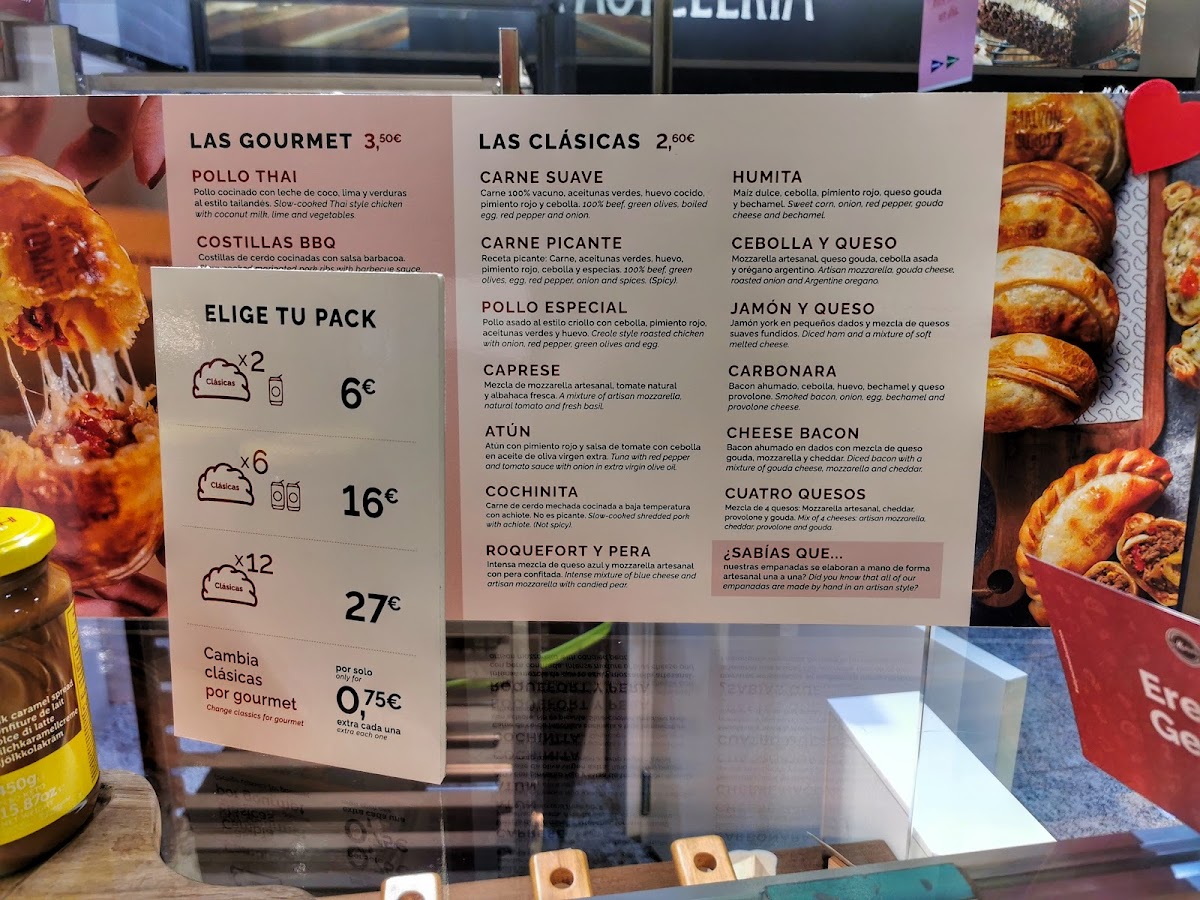 LAS GOURMET 3,50€
POLLO THAI
Pollo cocinado con leche de coco, lima y verduras
al estilo tailandés. Slow-cooked Thai style chicken
with coconut milk, lime and vegetables.
COSTILLAS BBQ
Costillas de cerdo cocinadas con salsa barbacoa.
ribs with barbecue sauce
ELIGE TU PACK
Clásicas x2 6€
Clásicas x6 16€
Clásicas x12 27€
Cambia
clásicas
por gourmet
Change classics for gourmet
por solo
only for
0,75€
extra cada una
extra each one
LAS CLÁSICAS 2,60€
CARNE SUAVE
Carne 100% vacuno, aceitunas verdes, huevo cocido,
pimiento rojo y cebolla. 100% beef, green olives, boiled
egg, red pepper and onion.
CARNE PICANTE
Receta picante: Carne, aceitunas verdes, huevo,
pimiento rojo, cebolla y especias. 100% beef, green
olives, egg, red pepper, onion and spices. (Spicy).
POLLO ESPECIAL
Pollo asado al estilo criollo con cebolla, pimiento rojo,
aceitunas verdes y huevo. Creole style roasted chicken
with onion, red pepper, green olives and egg.
CAPRESE
Mezcla de mozzarella artesanal, tomate natural
y albahaca fresca. A mixture of artisan mozzarella,
natural tomato and fresh basil.
ATÚN
Atún con pimiento rojo y salsa de tomate con cebolla
en aceite de oliva virgen extra. Tuna with red pepper
and tomato sauce with onion in extra virgin olive oil.
COCHINITA
Carne de cerdo mechada cocinada a baja temperatura
con achiote. No es picante. Slow-cooked shredded pork
with achiote. (Not spicy).
ROQUEFORT Y PERA
Intensa mezcla de queso azul y mozzarella artesanal
con pera confitada. Intense mixture of blue cheese and
artisan mozzarella with candied pear.
HUMITA
Maíz dulce, cebolla, pimiento rojo, queso gouda
y bechamel. Sweet corn, onion, red pepper, gouda
cheese and bechamel.
CEBOLLA Y QUESO
Mozzarella artesanal, queso gouda, cebolla asada
y orégano argentino. Artisan mozzarella, gouda cheese,
roasted onion and Argentine oregano.
JAMÓN Y QUESO
Jamón york en pequeños dados y mezcla de quesos
suaves fundidos. Diced ham and a mixture of soft
melted cheese.
CARBONARA
Bacon ahumado, cebolla, huevo, bechamel y queso
provolone. Smoked bacon, onion, egg, bechamel and
provolone cheese.
CHEESE BACON
Bacon ahumado en dados con mezcla de queso
gouda, mozzarella y cheddar. Diced bacon with a
mixture of gouda cheese, mozzarella and cheddar.
CUATRO QUESOS
Mezcla de 4 quesos: Mozzarella artesanal, cheddar,
provolone y gouda. Mix of 4 cheeses: artisan mozzarella,
cheddar, provolone and gouda.
¿SABÍAS QUE...
nuestras empanadas se elaboran a mano de forma
artesanal una a una? Did you know that all of our
empanadas are made by hand in an artisan style?
k caramel spread
nfiture de lait
olce di latte
ilchkaramellcreme
jölkkolakräm
450g
15.87oz
Ere
Ge